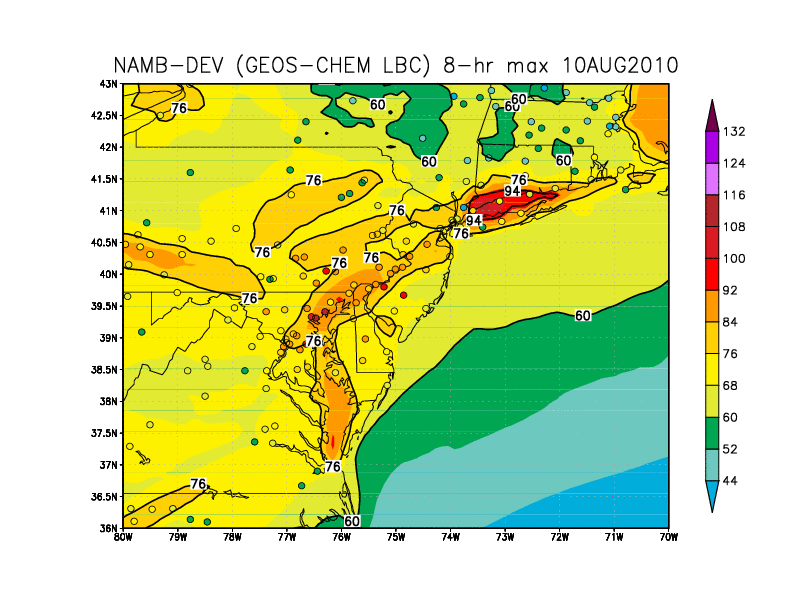 NAMB-DEV (GEOS-CHEM LBC) 8-hr max 10AUG2010
43N
42.5N
42N
41.5N
41N
40.5N
40N
39.5N
39N
38.5N
38N
37.5N
37N
36.5N
36N
80W 79W 78W 77W 76W 75W 74W 73W 72W 71W 70W
76 60 60 60
60 60
76 76 94
76 94
76 76
76 76
76 60
76
76
76
60
132
124
116
108
100
92
84
76
68
60
52
44